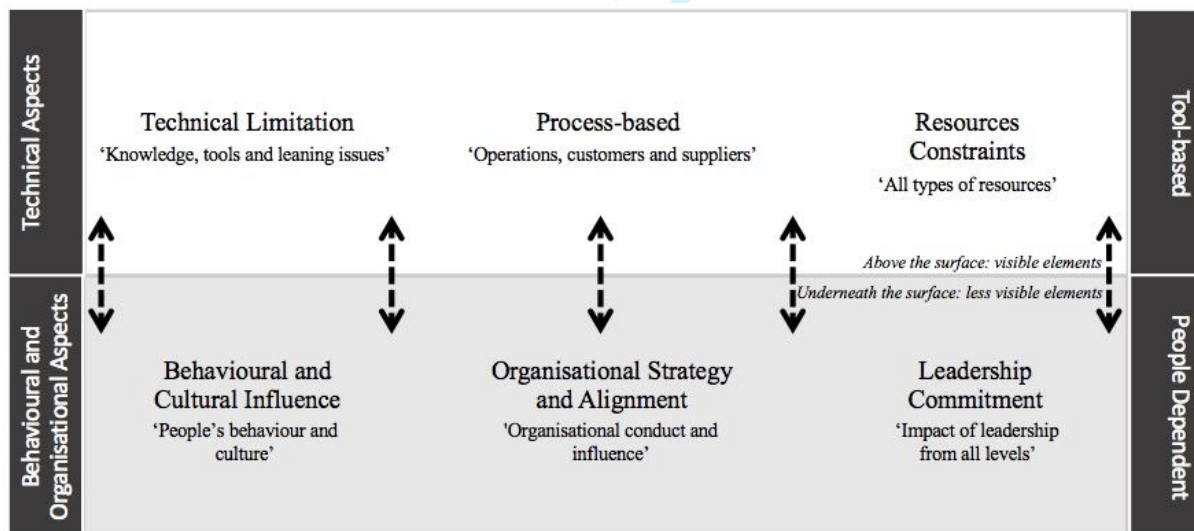 Technical Aspects
Tool-based
Technical Limitation
‘Knowledge, tools and leaning issues’
Process-based
‘Operations, customers and suppliers’
Resources
Constraints
‘All types of resources’
Above the surface: visible elements
Underneath the surface: less visible elements
Behavioural and
Organisational Aspects
People Dependent
Behavioural and
Cultural Influence
‘People’s behaviour and
culture’
Organisational Strategy
and Alignment
'Organisational conduct and
influence’
Leadership
Commitment
‘Impact of leadership
from all levels’